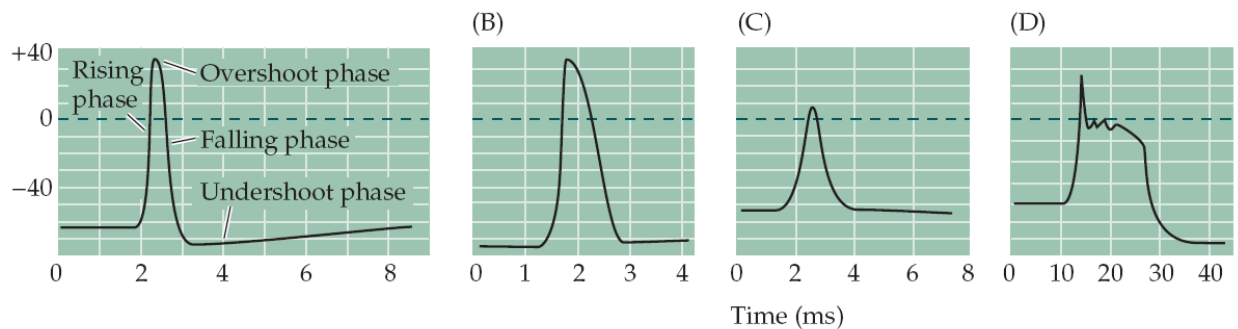 (B)
(C)
(D)
+40
0
−40
Rising
phase
Overshoot phase
Falling phase
Undershoot phase
0 2 4 6 8
0 1 2 3 4
0 2 4 6 8
0 10 20 30 40
Time (ms)